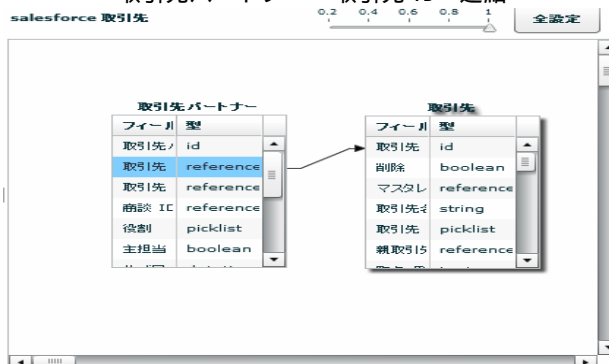 salesforce 取引先
0.2 0.4 0.6 0.8 1
全設定
取引先パートナー
フィール 型
取引先 id
取引先 reference
取引先 reference
商談 ID reference
役割 picklist
主担当 boolean
取引先
フィール 型
取引先 id
削除 boolean
マスタレ reference
取引先名 string
取引先 picklist
親取引先 reference